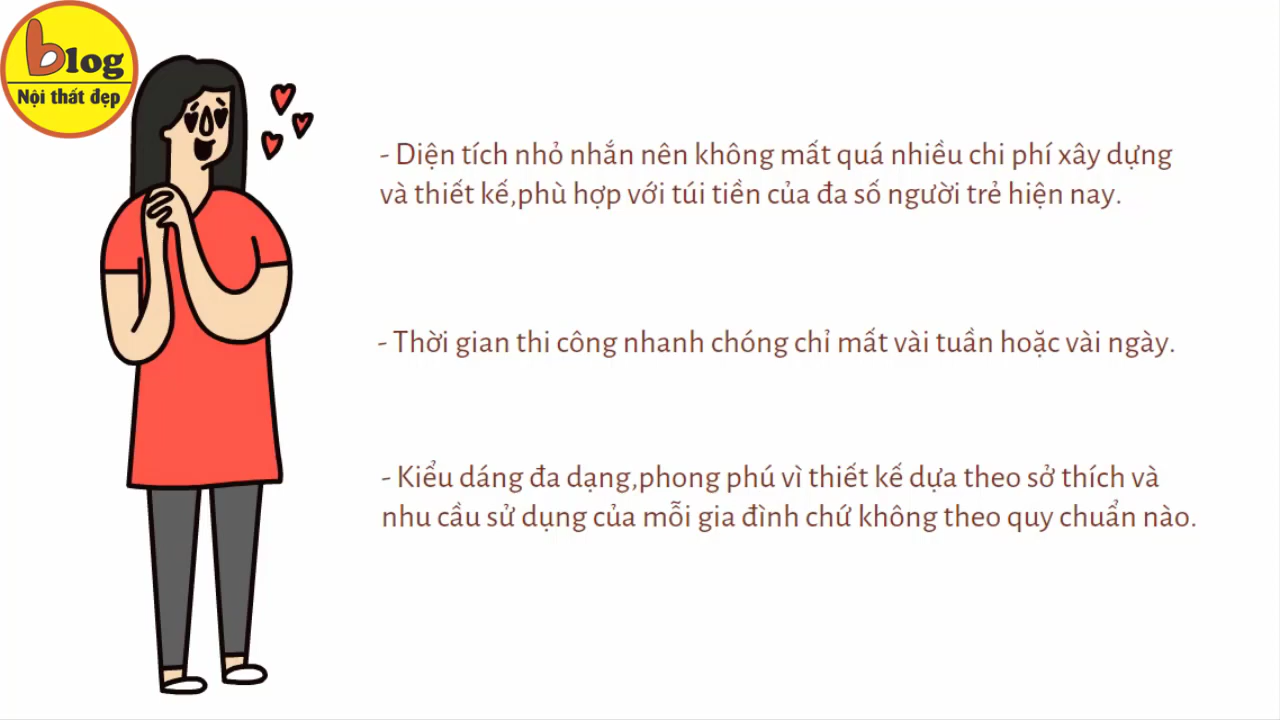 blog
Nội thất đẹp
- Diện tích nhỏ nhắn nên không mất quá nhiều chi phí xây dựng
và thiết kế,phù hợp với túi tiền của đa số người trẻ hiện nay.
- Thời gian thi công nhanh chóng chỉ mất vài tuần hoặc vài ngày.
- Kiểu dáng đa dạng,phong phú vì thiết kế dựa theo sở thích và
nhu cầu sử dụng của mỗi gia đình chứ không theo quy chuẩn nào.